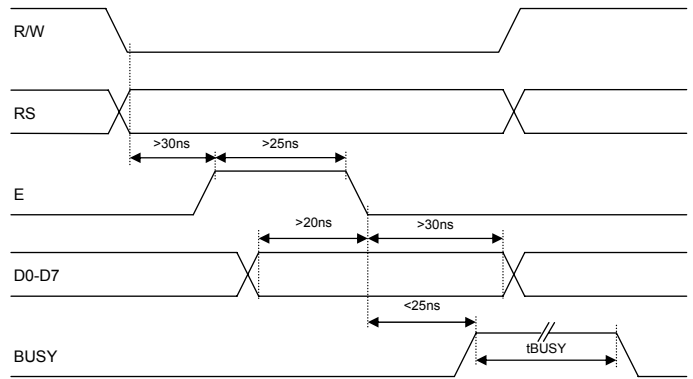 R/W
RS
>30ns >25ns
E
>20ns >30ns
D0-D7
<25ns
tBUSY
BUSY